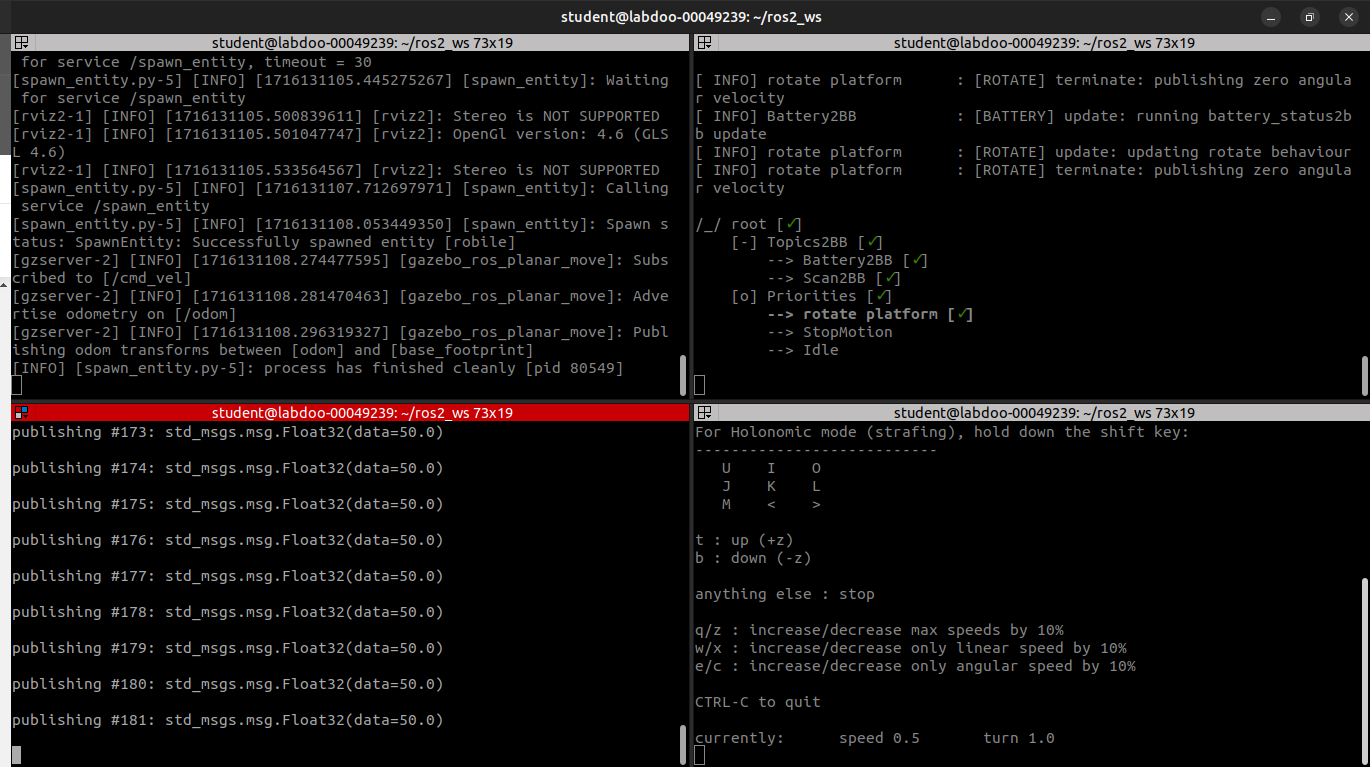 student@labdoo-00049239: ~/ros2_ws
student@labdoo-00049239: ~/ros2_ws 73x19
 for service /spawn_entity, timeout = 30
[spawn_entity.py-5] [INFO] [1716131105.445275267] [spawn_entity]: Waiting
 for service /spawn_entity
[rviz2-1] [INFO] [1716131105.500839611] [rviz2]: Stereo is NOT SUPPORTED
[rviz2-1] [INFO] [1716131105.501047747] [rviz2]: OpenGl version: 4.6 (GLS
L 4.6)
[rviz2-1] [INFO] [1716131105.533564567] [rviz2]: Stereo is NOT SUPPORTED
[spawn_entity.py-5] [INFO] [1716131107.712697971] [spawn_entity]: Calling
 service /spawn_entity
[spawn_entity.py-5] [INFO] [1716131108.053449350] [spawn_entity]: Spawn s
tatus: SpawnEntity: Successfully spawned entity [robile]
[gzserver-2] [INFO] [1716131108.274477595] [gazebo_ros_planar_move]: Subs
cribed to [/cmd_vel]
[gzserver-2] [INFO] [1716131108.281470463] [gazebo_ros_planar_move]: Adve
rtise odometry on [/odom]
[gzserver-2] [INFO] [1716131108.296319327] [gazebo_ros_planar_move]: Publ
ishing odom transforms between [odom] and [base_footprint]
[INFO] [spawn_entity.py-5]: process has finished cleanly [pid 80549]
student@labdoo-00049239: ~/ros2_ws 73x19
[ INFO] rotate platform      : [ROTATE] terminate: publishing zero angula
r velocity
[ INFO] Battery2BB           : [BATTERY] update: running battery_status2b
b update
[ INFO] rotate platform      : [ROTATE] update: updating rotate behaviour
[ INFO] rotate platform      : [ROTATE] terminate: publishing zero angula
r velocity
/_/ root [✓]
    [-] Topics2BB [✓]
        --> Battery2BB [✓]
        --> Scan2BB [✓]
    [o] Priorities [✓]
        --> rotate platform [✓]
        --> StopMotion
        --> Idle
student@labdoo-00049239: ~/ros2_ws 73x19
publishing #173: std_msgs.msg.Float32(data=50.0)
publishing #174: std_msgs.msg.Float32(data=50.0)
publishing #175: std_msgs.msg.Float32(data=50.0)
publishing #176: std_msgs.msg.Float32(data=50.0)
publishing #177: std_msgs.msg.Float32(data=50.0)
publishing #178: std_msgs.msg.Float32(data=50.0)
publishing #179: std_msgs.msg.Float32(data=50.0)
publishing #180: std_msgs.msg.Float32(data=50.0)
publishing #181: std_msgs.msg.Float32(data=50.0)
student@labdoo-00049239: ~/ros2_ws 73x19
For Holonomic mode (strafing), hold down the shift key:
---------------------------
   U    I    O
   J    K    L
   M    <    >
t : up (+z)
b : down (-z)
anything else : stop
q/z : increase/decrease max speeds by 10%
w/x : increase/decrease only linear speed by 10%
e/c : increase/decrease only angular speed by 10%
CTRL-C to quit
currently:      speed 0.5       turn 1.0